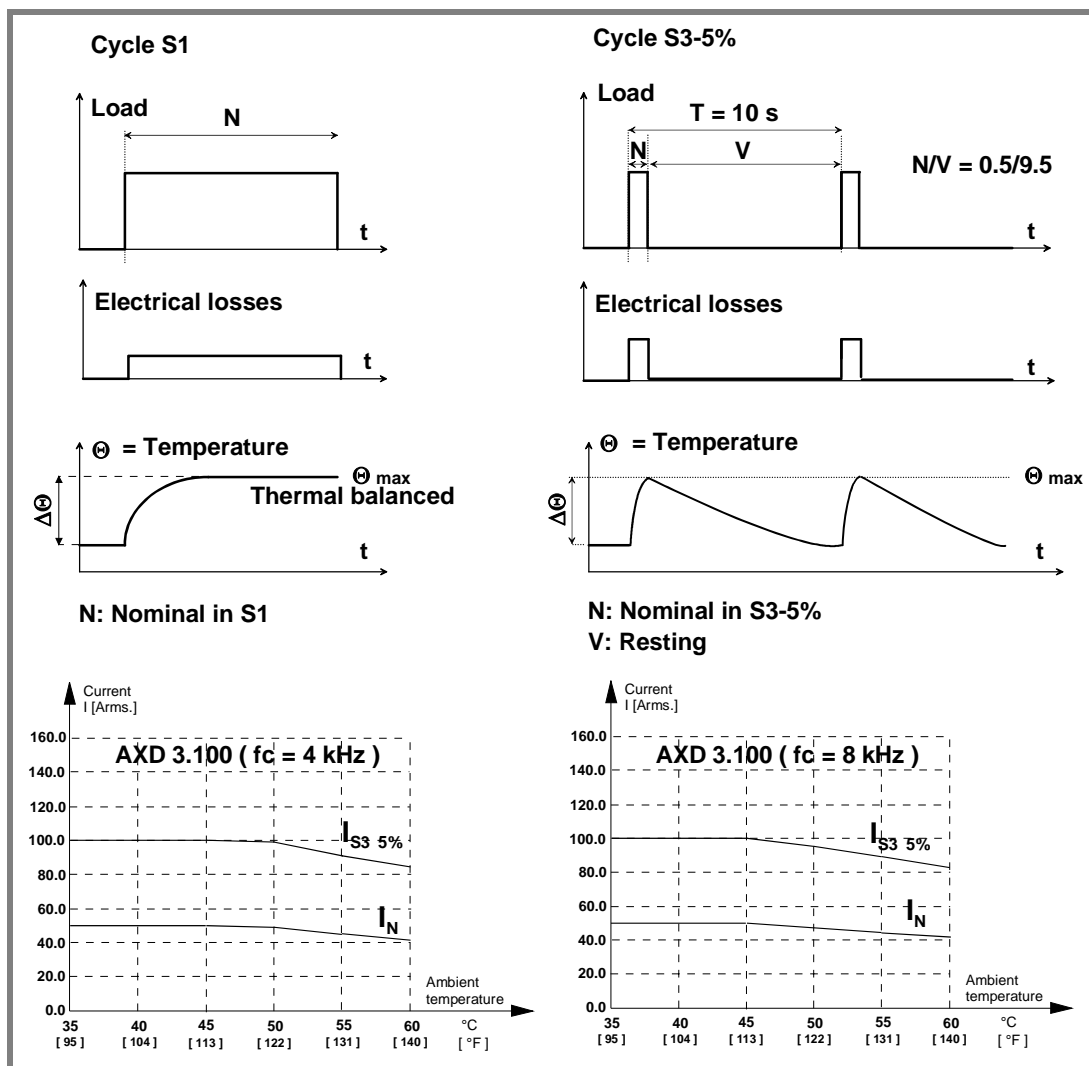 Cycle S1
Load
N
t
Electrical losses
t
Θ = Temperature
Θ max
Thermal balanced
ΔΘ
t
N: Nominal in S1
Cycle S3-5%
Load
T = 10 s
N
V
N/V = 0.5/9.5
t
Electrical losses
t
Θ = Temperature
Θ max
ΔΘ
t
N: Nominal in S3-5%
V: Resting
Current
I [Arms.]
AXD 3.100 ( fc = 4 kHz )
160.0
140.0
120.0
100.0
80.0
60.0
40.0
20.0
0.0
I S3 5%
I N
Ambient
temperature
35 40 45 50 55 60 °C
[ 95 ] [ 104 ] [ 113 ] [ 122 ] [ 131 ] [ 140 ] [ °F ]
Current
I [Arms.]
AXD 3.100 ( fc = 8 kHz )
160.0
140.0
120.0
100.0
80.0
60.0
40.0
20.0
0.0
I S3 5%
I N
Ambient
temperature
35 40 45 50 55 60 °C
[ 95 ] [ 104 ] [ 113 ] [ 122 ] [ 131 ] [ 140 ] [ °F ]